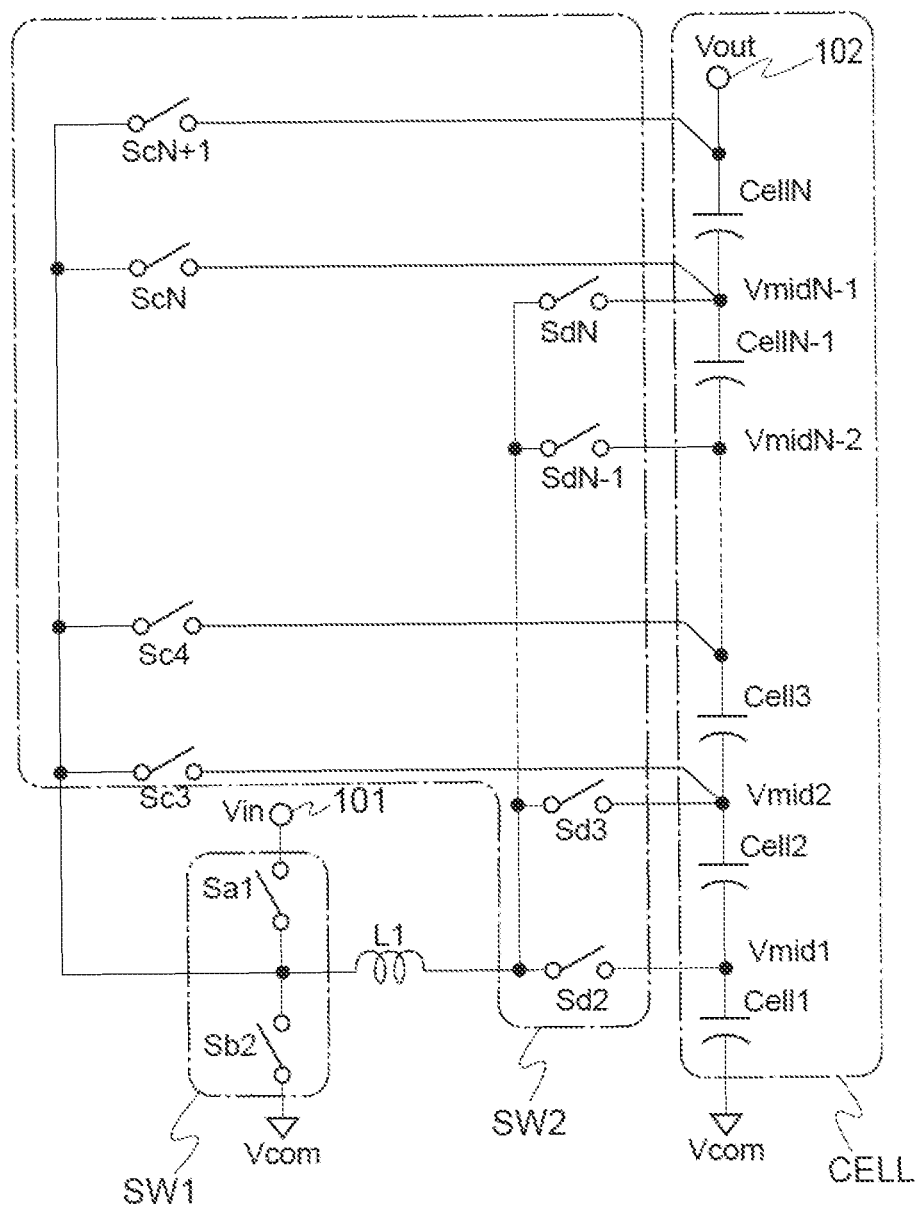 Vout
102
ScN+1
CellN
ScN
SdN
VmidN-1
CellN-1
SdN-1
VmidN-2
Sc4
Cell3
Sc3
Vin
101
Sd3
Vmid2
Sa1
Cell2
L1
Sd2
Vmid1
Sb2
Cell1
Vcom
SW1
SW2
Vcom
CELL